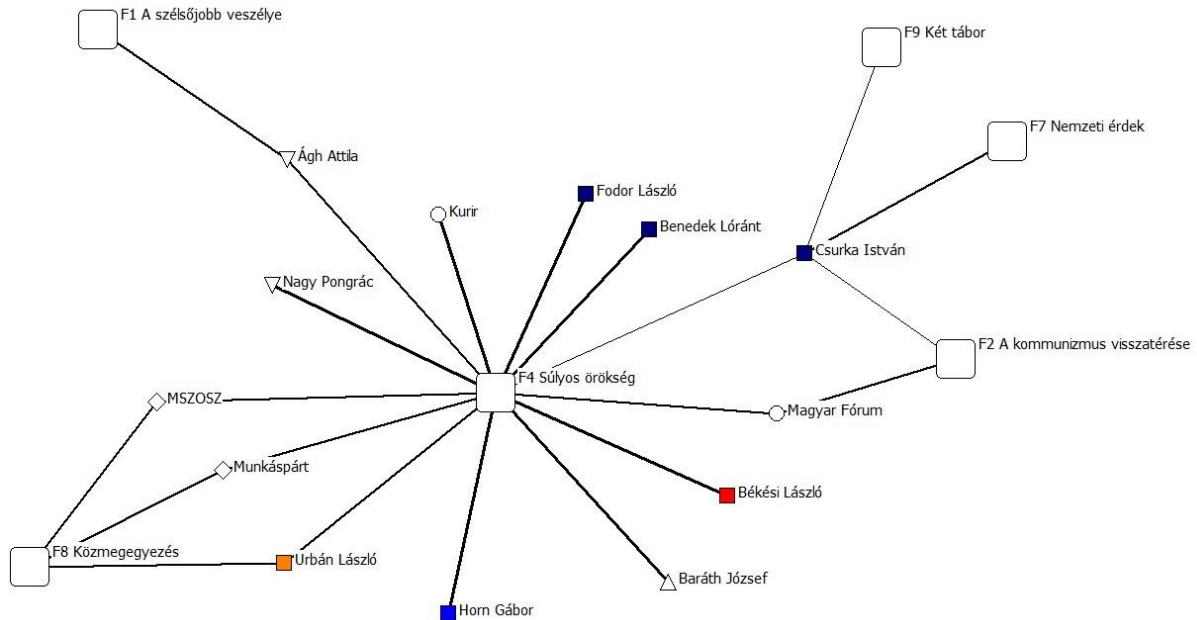 F1 A szélsőjobb veszélye
F9 Két tábor
F7 Nemzeti érdek
Ágh Attila
Fodor László
Kurir
Benedek Lóránt
Csurka István
Nagy Pongrác
F2 A kommunizmus visszatérése
F4 Súlyos örökség
MSZOSZ
Magyar Fórum
Munkáspárt
Békési László
F8 Közmegegyezés
Urbán László
Baráth József
Horn Gábor